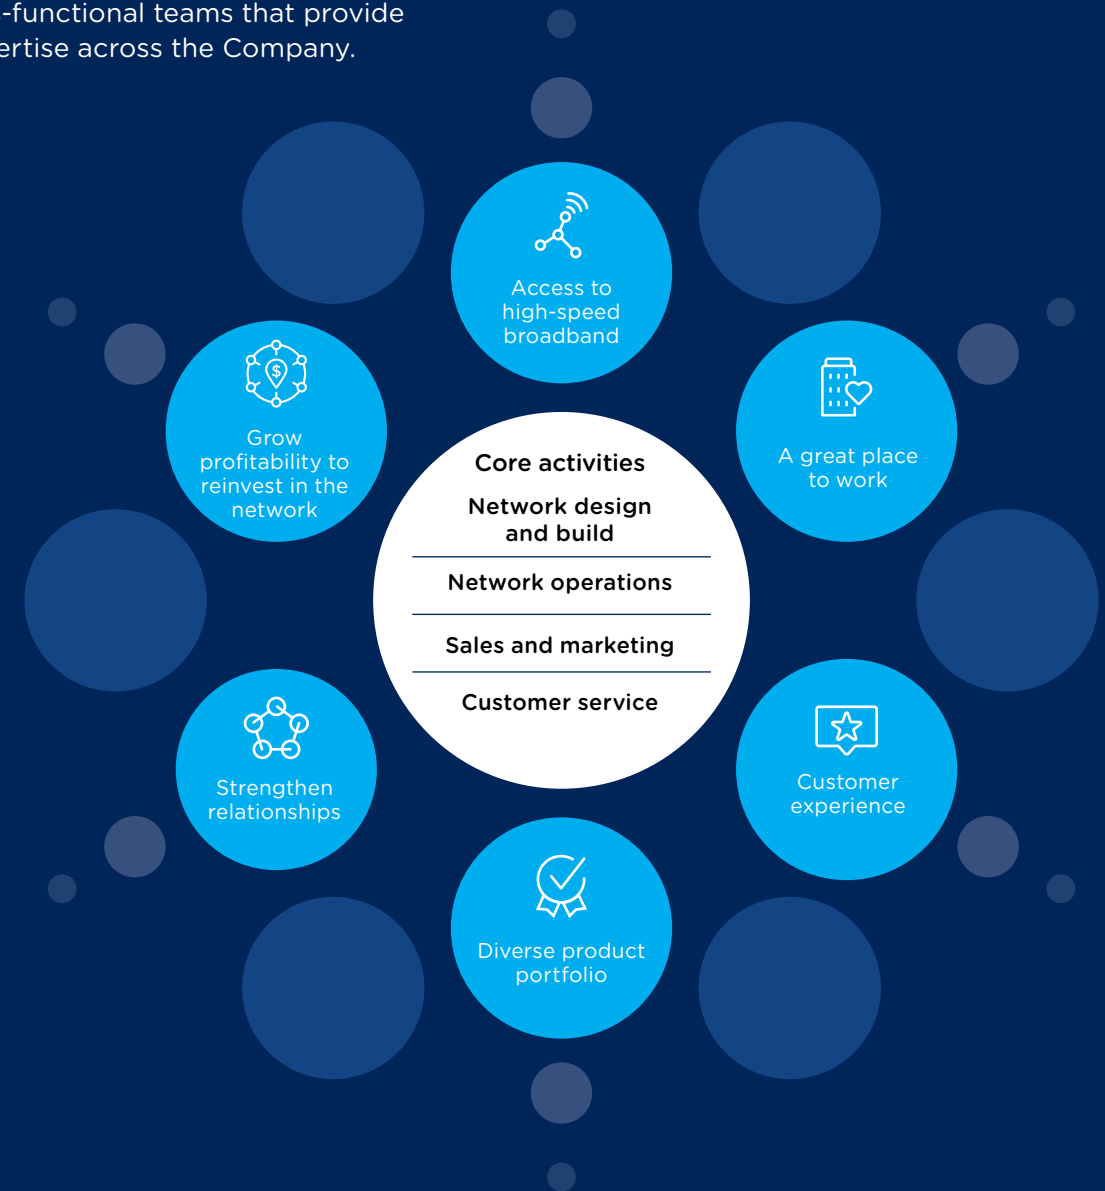 -functional teams that provide
ertise across the Company.
Access to
high-speed
broadband
A great place
to work
Customer
experience
Diverse product
portfolio
Strengthen
relationships
Grow
profitability to
reinvest in the
network
$
Core activities
Network design
and build
Network operations
Sales and marketing
Customer service